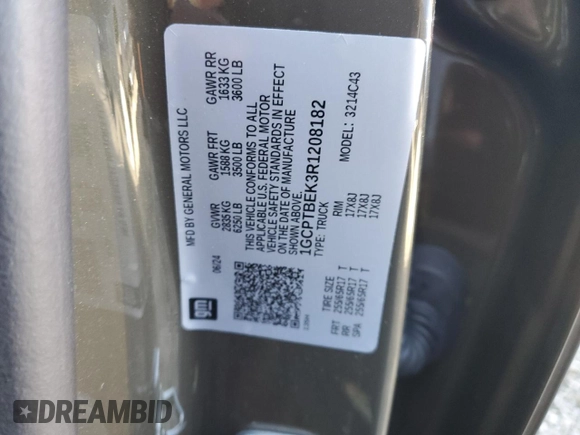 MFD BY GENERAL MOTORS LLC
06/24
GVWR
2835 KG
6250 LB
GAWR FRT
1588 KG
3500 LB
GAWR RR
1633 KG
3600 LB
THIS VEHICLE CONFORMS TO ALL
APPLICABLE U.S. FEDERAL MOTOR
VEHICLE SAFETY STANDARDS IN EFFECT
ON THE DATE OF MANUFACTURE
SHOWN ABOVE.
1GCPTBEK3R1208182
TYPE: TRUCK
MODEL: 3214C43
gm
TIRE SIZE
RIM
FRT 255/65R17 T 17X8J
RR 255/65R17 T 17X8J
SPA 255/65R17 T 17X8J
DREAMBID